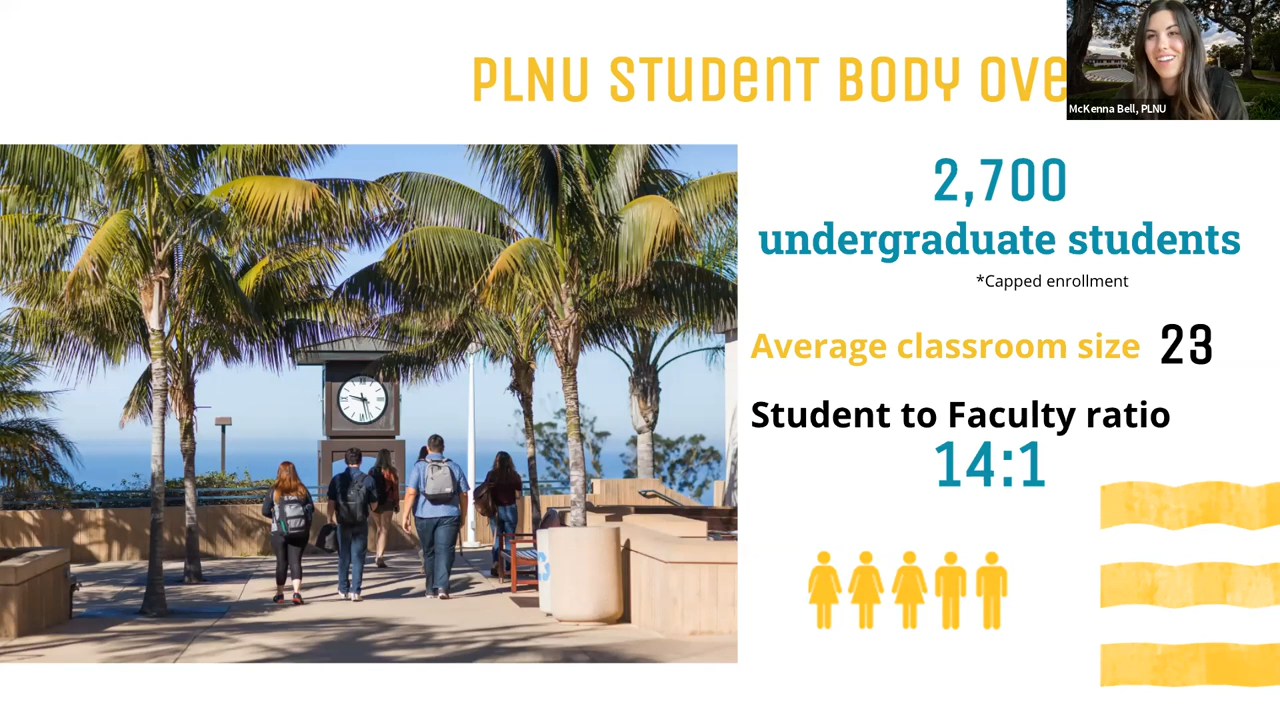 PLNU STUDENT BODY OVE
McKenna Bell, PLNU
2,700
undergraduate students
*Capped enrollment
Average classroom size 23
Student to Faculty ratio
14:1